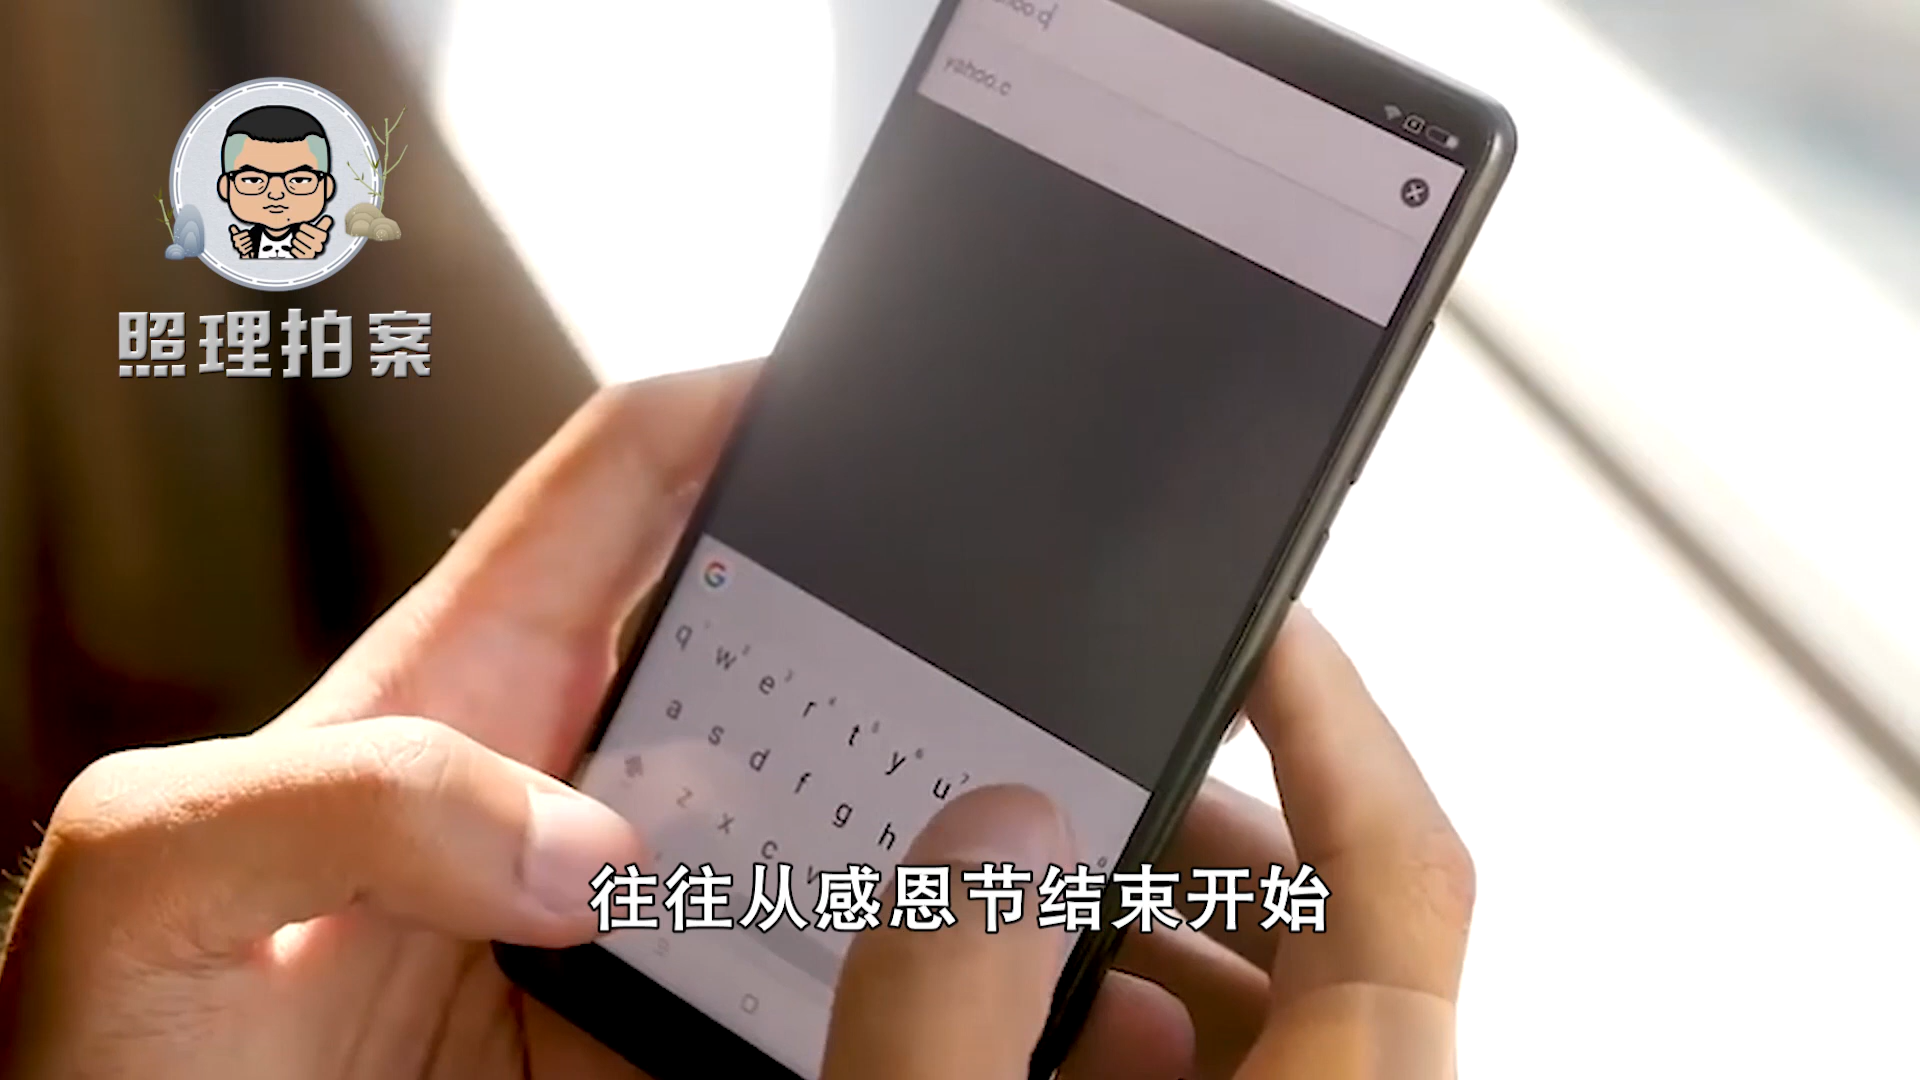 yahoo.c
照理拍案
G
q w e r t y u
a s d f g h
z x c v
往往从感恩节结束开始